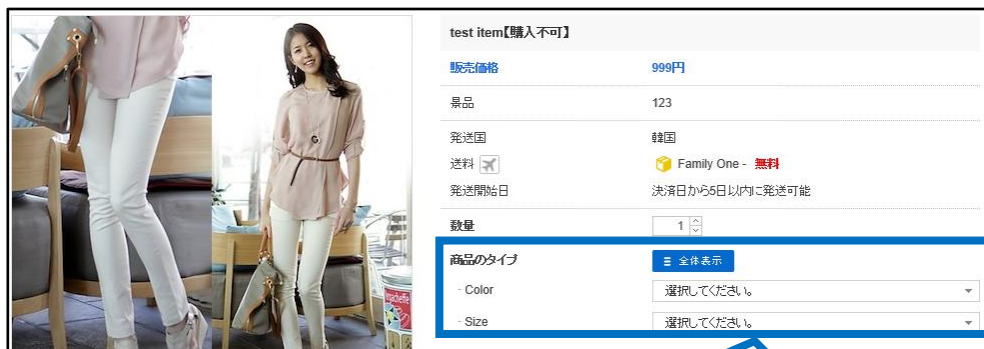 test item【購入不可】
販売価格 999円
景品 123
発送国 韓国
送料 Family One - 無料
発送開始日 決済日から5日以内に発送可能
数量 1
商品のタイプ 全体表示
- Color 選択してください。
- Size 選択してください。